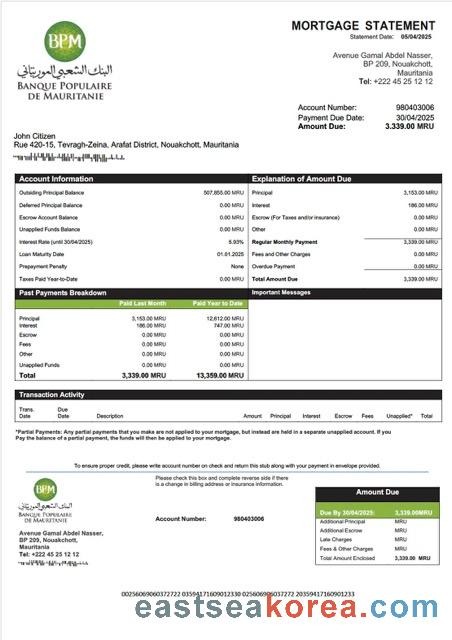 MORTGAGE STATEMENT
Statement Date: 05/04/2025
BPM
البنك الشعبي الموريتاني
BANQUE POPULAIRE
DE MAURITANIE
Avenue Gamal Abdel Nasser,
BP 209, Nouakchott,
Mauritania
Tel: +222 45 25 12 12
Account Number: 980403006
Payment Due Date: 30/04/2025
Amount Due: 3.339.00 MRU
John Citizen
Rue 420-15, Tevragh-Zeina, Arafat District, Nouakchott, Mauritania
Account Information
Outsiding Principal Balance 507,855.00 MRU
Deferred Principal Balance 0.00 MRU
Escrow Account Balance 0.00 MRU
Unapplied Funds Balance 0.00 MRU
Interest Rate (until 30/04/2025) 5.93%
Loan Maturity Date 01.01.2025
Prepayment Penalty None
Taxes Paid Year-to-Date 0.00 MRU
Explanation of Amount Due
Principal 3,153.00 MRU
Interest 186.00 MRU
Escrow (For Taxes and/or insurance) 0.00 MRU
Other 0.00 MRU
Regular Monthly Payment 3,339.00 MRU
Fees and Other Charges 0.00 MRU
Overdue Payment 0.00 MRU
Total Amount Due 3,339.00 MRU
Past Payments Breakdown
Paid Last Month Paid Year to Date
Principal 3,153.00 MRU 12,612.00 MRU
Interest 186.00 MRU 747.00 MRU
Escrow 0.00 MRU 0.00 MRU
Fees 0.00 MRU 0.00 MRU
Other 0.00 MRU 0.00 MRU
Unapplied Funds 0.00 MRU 0.00 MRU
Total 3,339.00 MRU 13,359.00 MRU
Important Messages
Transaction Activity
Trans. Date Due Date Description Amount Principal Interest Escrow Fees Unapplied* Total
*Partial Payments: Any partial payments that you make are not applied to your mortgage, but instead are held in a separate unapplied account. If you
Pay the balance of a partial payment, the funds will then be applied to your mortgage.
To ensure proper credit, please write account number on check and return this stub along with your payment in envelope provided.
BPM
البنك الشعبي الموريتاني
BANQUE POPULAIRE
DE MAURITANIE
Avenue Gamal Abdel Nasser,
BP 209, Nouakchott,
Mauritania
Tel: +222 45 25 12 12
Please check this box and complete reverse side if there
is a change in billing address or insurance information.
Account Number: 980403006
Amount Due
Due By 30/04/2025: 3,339.00MRU
Additional Principal MRU
Additional Escrow MRU
Late Charges MRU
Fees & Other Charges MRU
Total Amount Enclosed 3,339.00 MRU
0025606906037272​2 02359417160901233​0 025606906037272 20359417160901233
eastseakorea.com